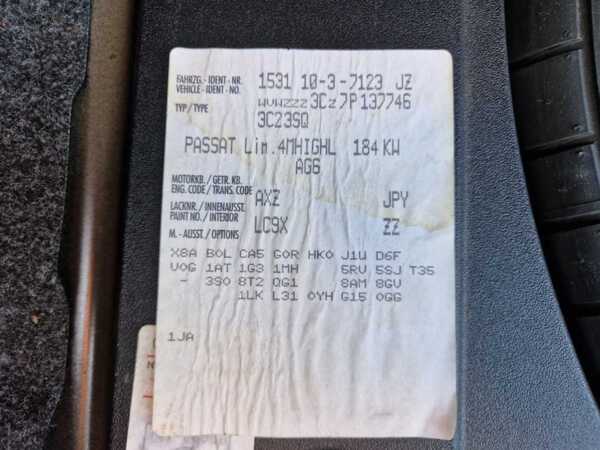 FAHRZG. - IDENT - NR. 1531 10-3-7123 JZ
VEHICLE - IDENT - NO. WVWZZZ3CZ7P137746
TYP / TYPE 3C23SQ
PASSAT Lim.4MHIGHL 184 KW
AG6
MOTORKB. / GETR. KB.
ENG. CODE / TRANS. CODE AXZ JPY
LACKNR. / INNENAUSST.
PAINT NO. / INTERIOR LC9X ZZ
M. - AUSST. / OPTIONS
X8A B0L CA5 G0R HK0 J1U D6F
V0G 1AT 1G3 1MH 5RV 5SJ T35
- 3S0 8T2 QG1 8AM 8GV
1LK L31 0YH G15 0GG
1JA